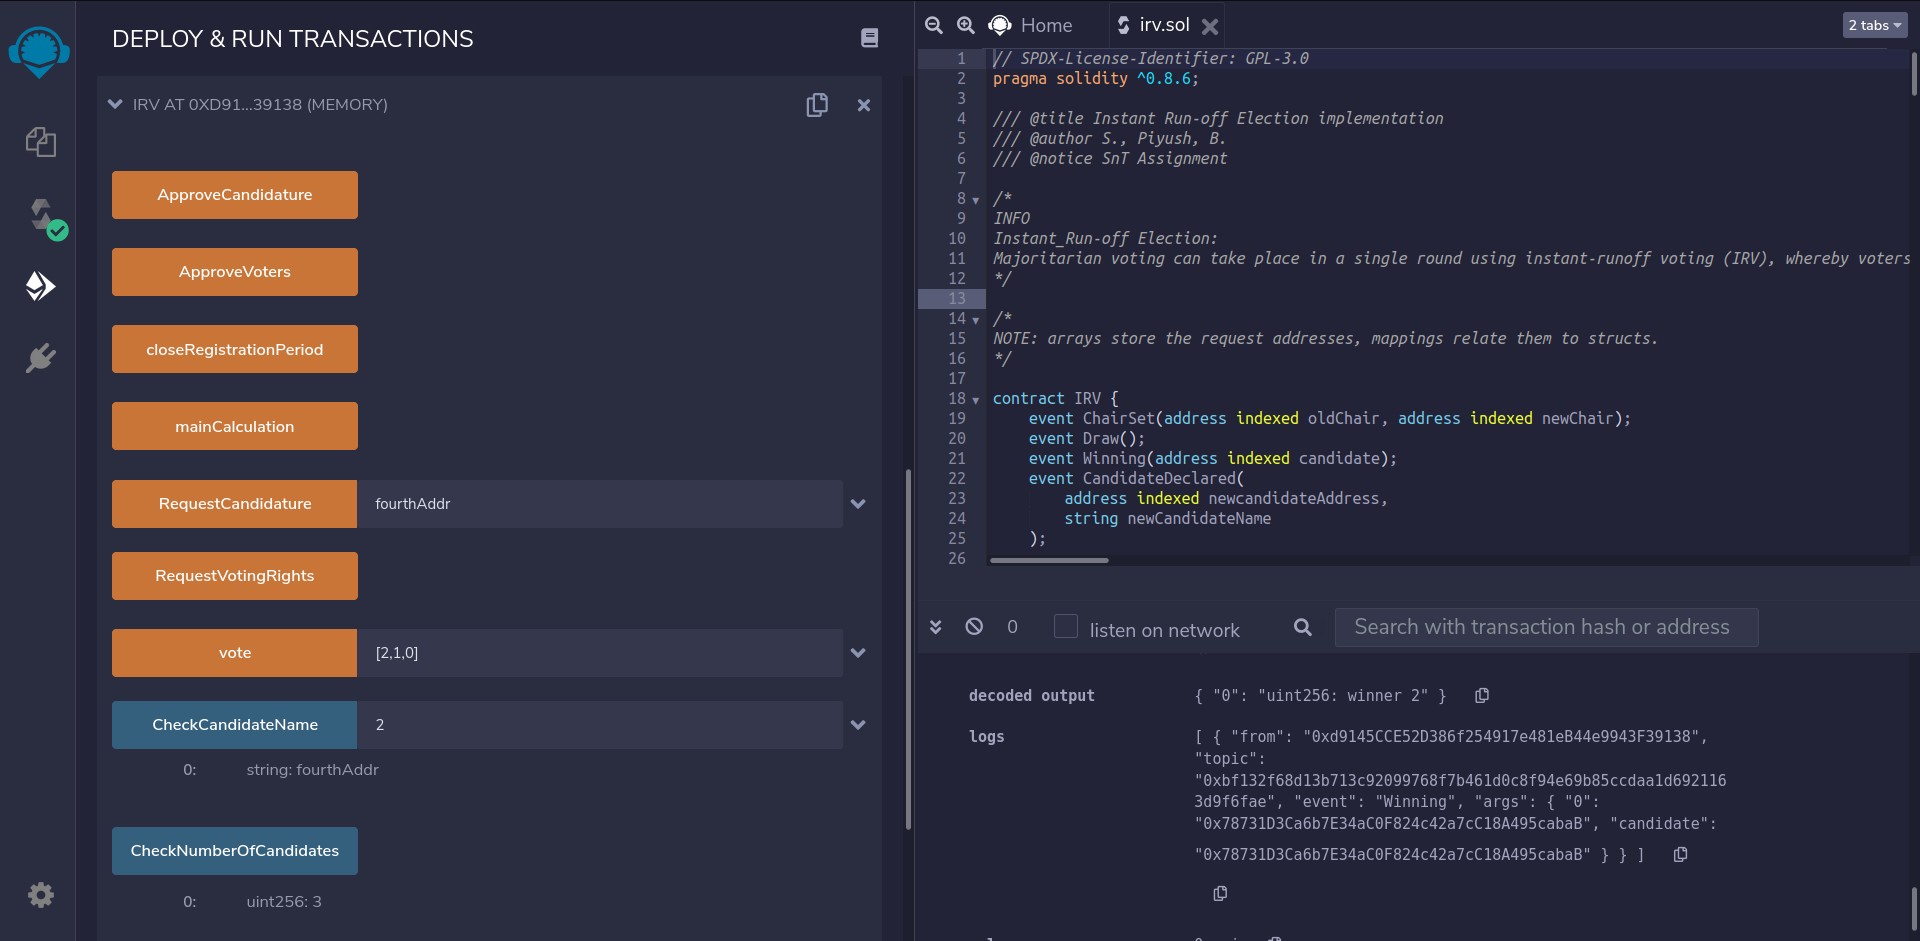 DEPLOY & RUN TRANSACTIONS
IRV AT 0XD91...39138 (MEMORY)
ApproveCandidature
ApproveVoters
closeRegistrationPeriod
mainCalculation
RequestCandidature fourthAddr
RequestVotingRights
vote [2,1,0]
CheckCandidateName 2
0: string: fourthAddr
CheckNumberOfCandidates
0: uint256: 3
Home irv.sol 2 tabs
1 // SPDX-License-Identifier: GPL-3.0
2 pragma solidity ^0.8.6;
3
4 /// @title Instant Run-off Election implementation
5 /// @author S., Piyush, B.
6 /// @notice SnT Assignment
7
8 /*
9 INFO
10 Instant_Run-off Election:
11 Majoritarian voting can take place in a single round using instant-runoff voting (IRV), whereby voters
12 */
13
14 /*
15 NOTE: arrays store the request addresses, mappings relate them to structs.
16 */
17
18 contract IRV {
19 event ChairSet(address indexed oldChair, address indexed newChair);
20 event Draw();
21 event Winning(address indexed candidate);
22 event CandidateDeclared(
23 address indexed newcandidateAddress,
24 string newCandidateName
25 );
26
0 listen on network Search with transaction hash or address
decoded output { "0": "uint256: winner 2" }
logs [ { "from": "0xd9145CCE52D386f254917e481eB44e9943F39138",
"topic":
"0xbf132f68d13b713c92099768f7b461d0c8f94e69b85ccdaa1d692116
3d9f6fae", "event": "Winning", "args": { "0":
"0x78731D3Ca6b7E34aC0F824c42a7cC18A495cabaB", "candidate":
"0x78731D3Ca6b7E34aC0F824c42a7cC18A495cabaB" } } ]